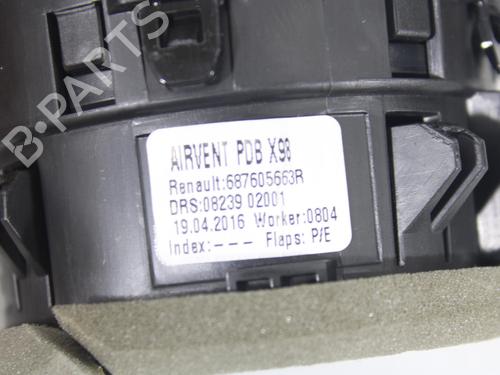 B-PARTS
AIRVENT PDB X98
Renault:687605663R
DRS:08239 02001
19.04.2016 Worker:0804
Index:--- Flaps: P/E